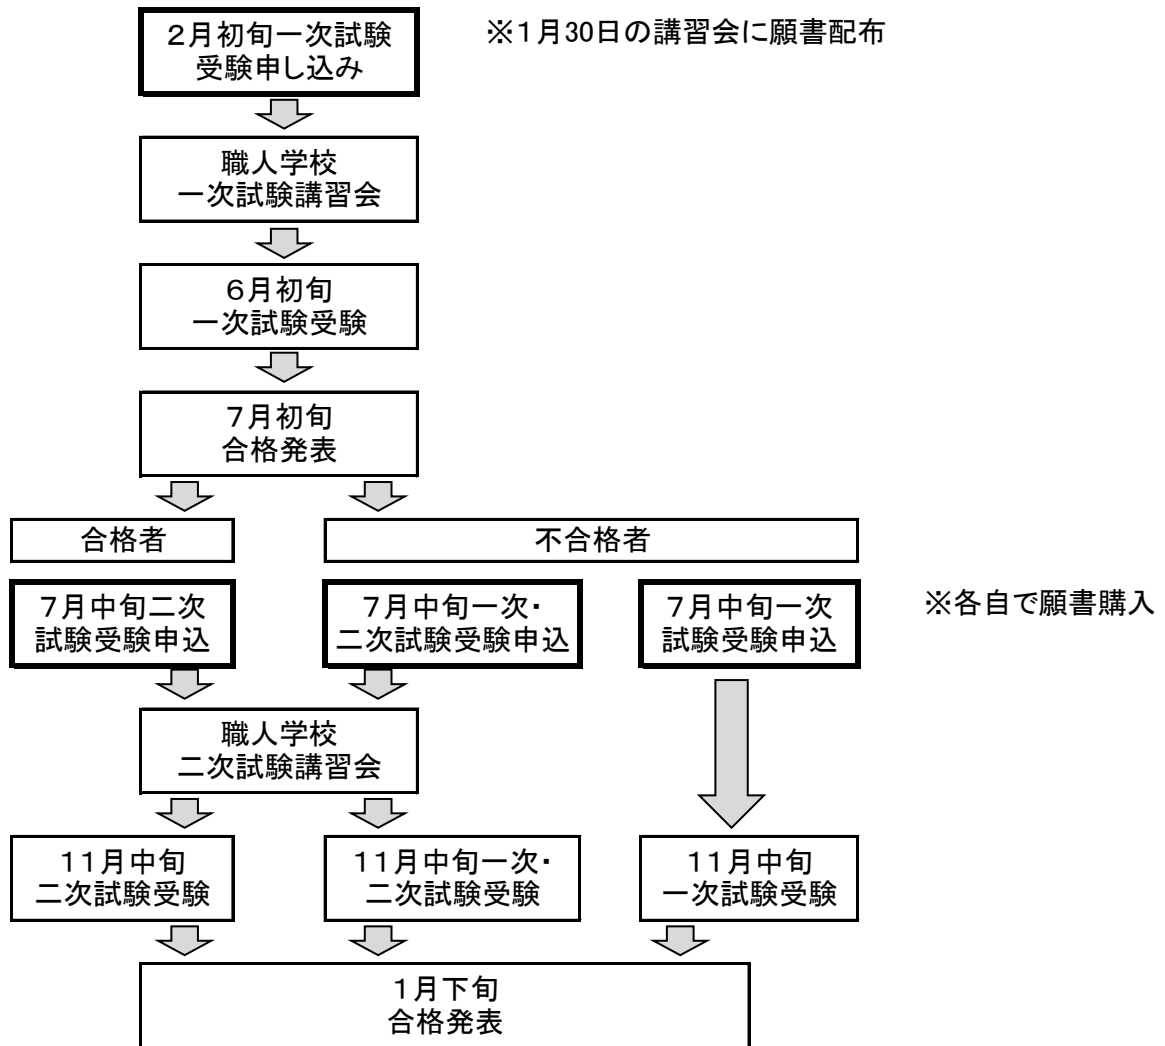 2月初旬一次試験
受験申し込み
※1月30日の講習会に願書配布
職人学校
一次試験講習会
6月初旬
一次試験受験
7月初旬
合格発表
合格者
不合格者
7月中旬二次
試験受験申込
7月中旬一次・
二次試験受験申込
7月中旬一次
試験受験申込
※各自で願書購入
職人学校
二次試験講習会
11月中旬
二次試験受験
11月中旬一次・
二次試験受験
11月中旬
一次試験受験
1月下旬
合格発表